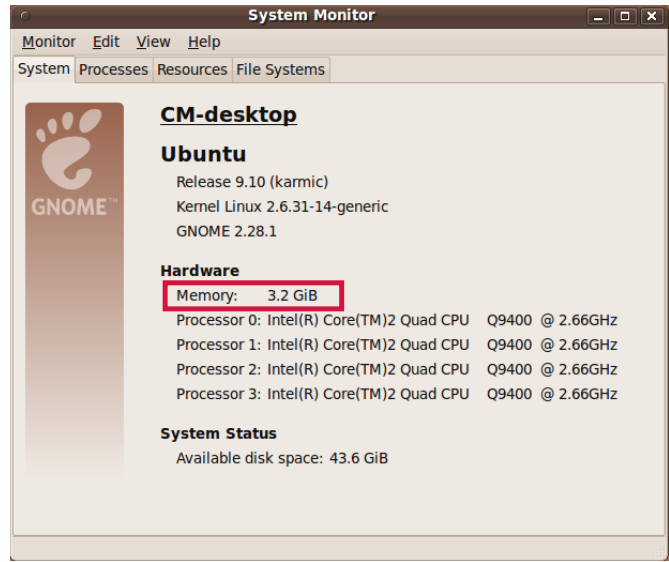 System Monitor
Monitor Edit View Help
System Processes Resources File Systems
GNOME™
CM-desktop
Ubuntu
Release 9.10 (karmic)
Kernel Linux 2.6.31-14-generic
GNOME 2.28.1
Hardware
Memory: 3.2 GiB
Processor 0: Intel(R) Core(TM)2 Quad CPU Q9400 @ 2.66GHz
Processor 1: Intel(R) Core(TM)2 Quad CPU Q9400 @ 2.66GHz
Processor 2: Intel(R) Core(TM)2 Quad CPU Q9400 @ 2.66GHz
Processor 3: Intel(R) Core(TM)2 Quad CPU Q9400 @ 2.66GHz
System Status
Available disk space: 43.6 GiB